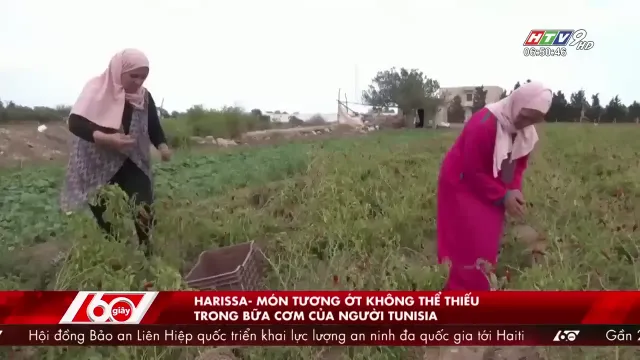 HTV9HD
06:50:46
60 giây
HARISSA- MÓN TƯƠNG ỚT KHÔNG THỂ THIẾU
TRONG BỮA CƠM CỦA NGƯỜI TUNISIA
Hội đồng Bảo an Liên Hiệp quốc triển khai lực lượng an ninh đa quốc gia tới Haiti 60 Gần 2